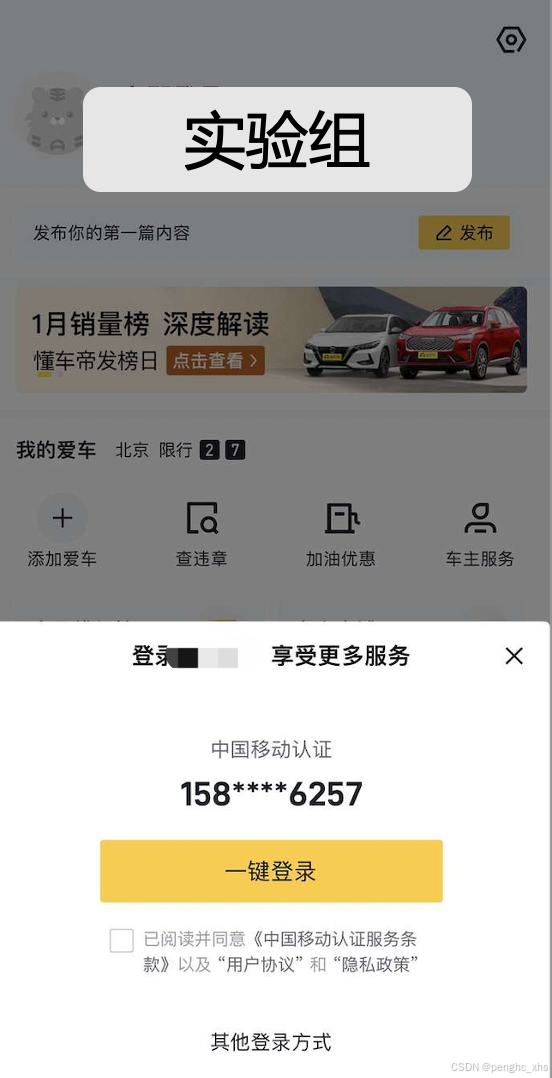 实验组
发布你的第一篇内容
发布
1月销量榜 深度解读
懂车帝发榜日 点击查看
我的爱车 北京 限行 2 7
添加爱车 查违章 加油优惠 车主服务
登录 享受更多服务
中国移动认证
158****6257
一键登录
已阅读并同意《中国移动认证服务条
款》以及“用户协议”和“隐私政策”
其他登录方式
CSDN @penghc_xhs